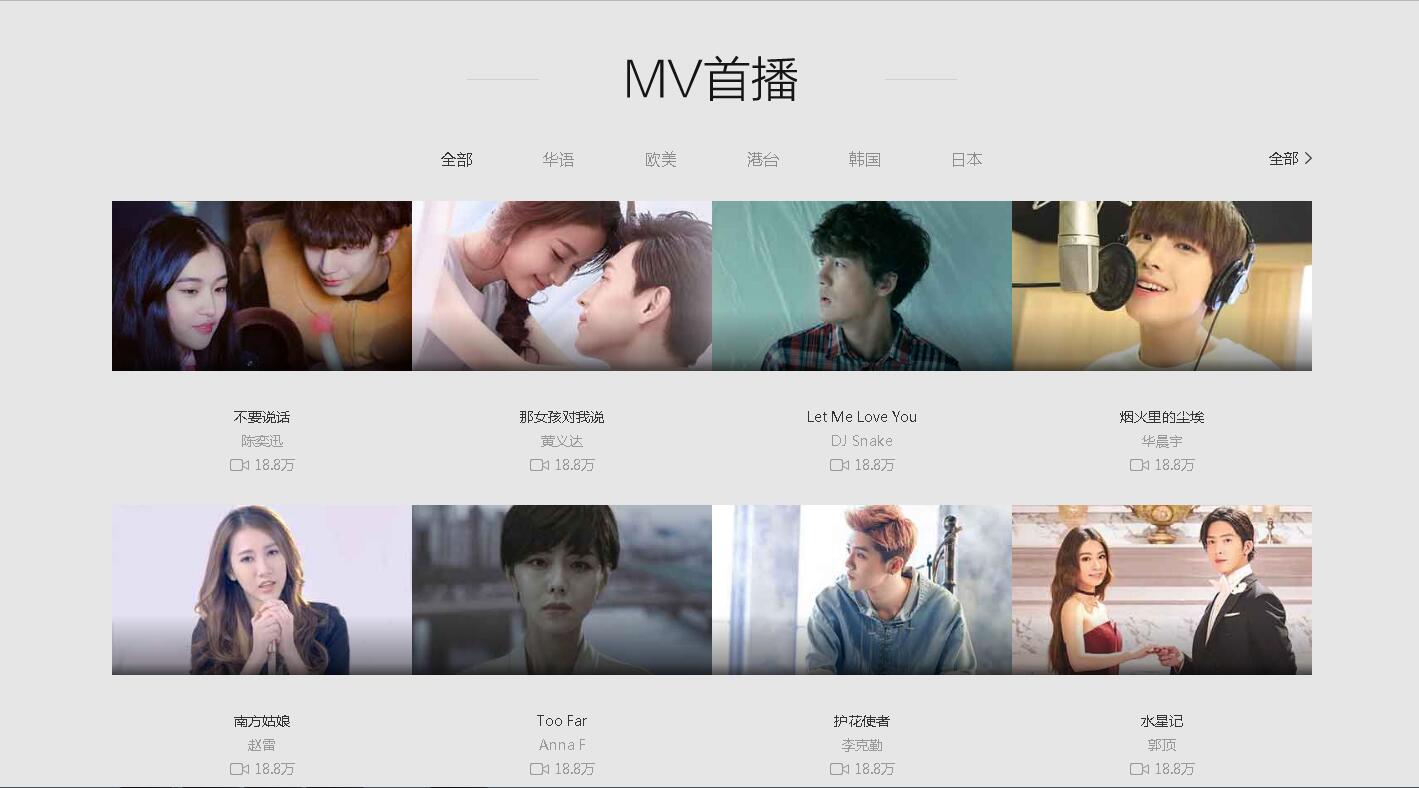 MV首播
全部 华语 欧美 港台 韩国 日本 全部
不要说话 那女孩对我说 Let Me Love You 烟火里的尘埃
陈奕迅 黄义达 DJ Snake 华晨宇
18.8万 18.8万 18.8万 18.8万
南方姑娘 Too Far 护花使者 水星记
赵雷 Anna F 李克勤 郭顶
18.8万 18.8万 18.8万 18.8万